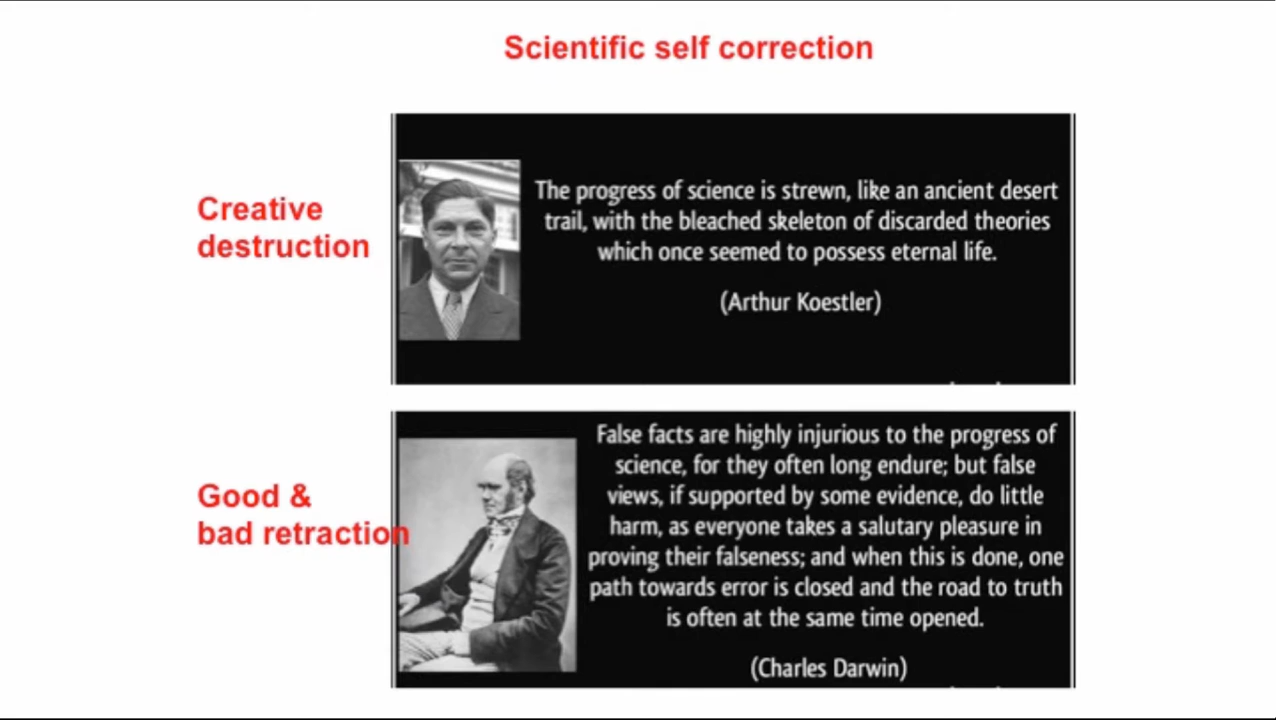 Scientific self correction
Creative
destruction
The progress of science is strewn, like an ancient desert
trail, with the bleached skeleton of discarded theories
which once seemed to possess eternal life.
(Arthur Koestler)
Good &
bad retraction
False facts are highly injurious to the progress of
science, for they often long endure; but false
views, if supported by some evidence, do little
harm, as everyone takes a salutary pleasure in
proving their falseness; and when this is done, one
path towards error is closed and the road to truth
is often at the same time opened.
(Charles Darwin)